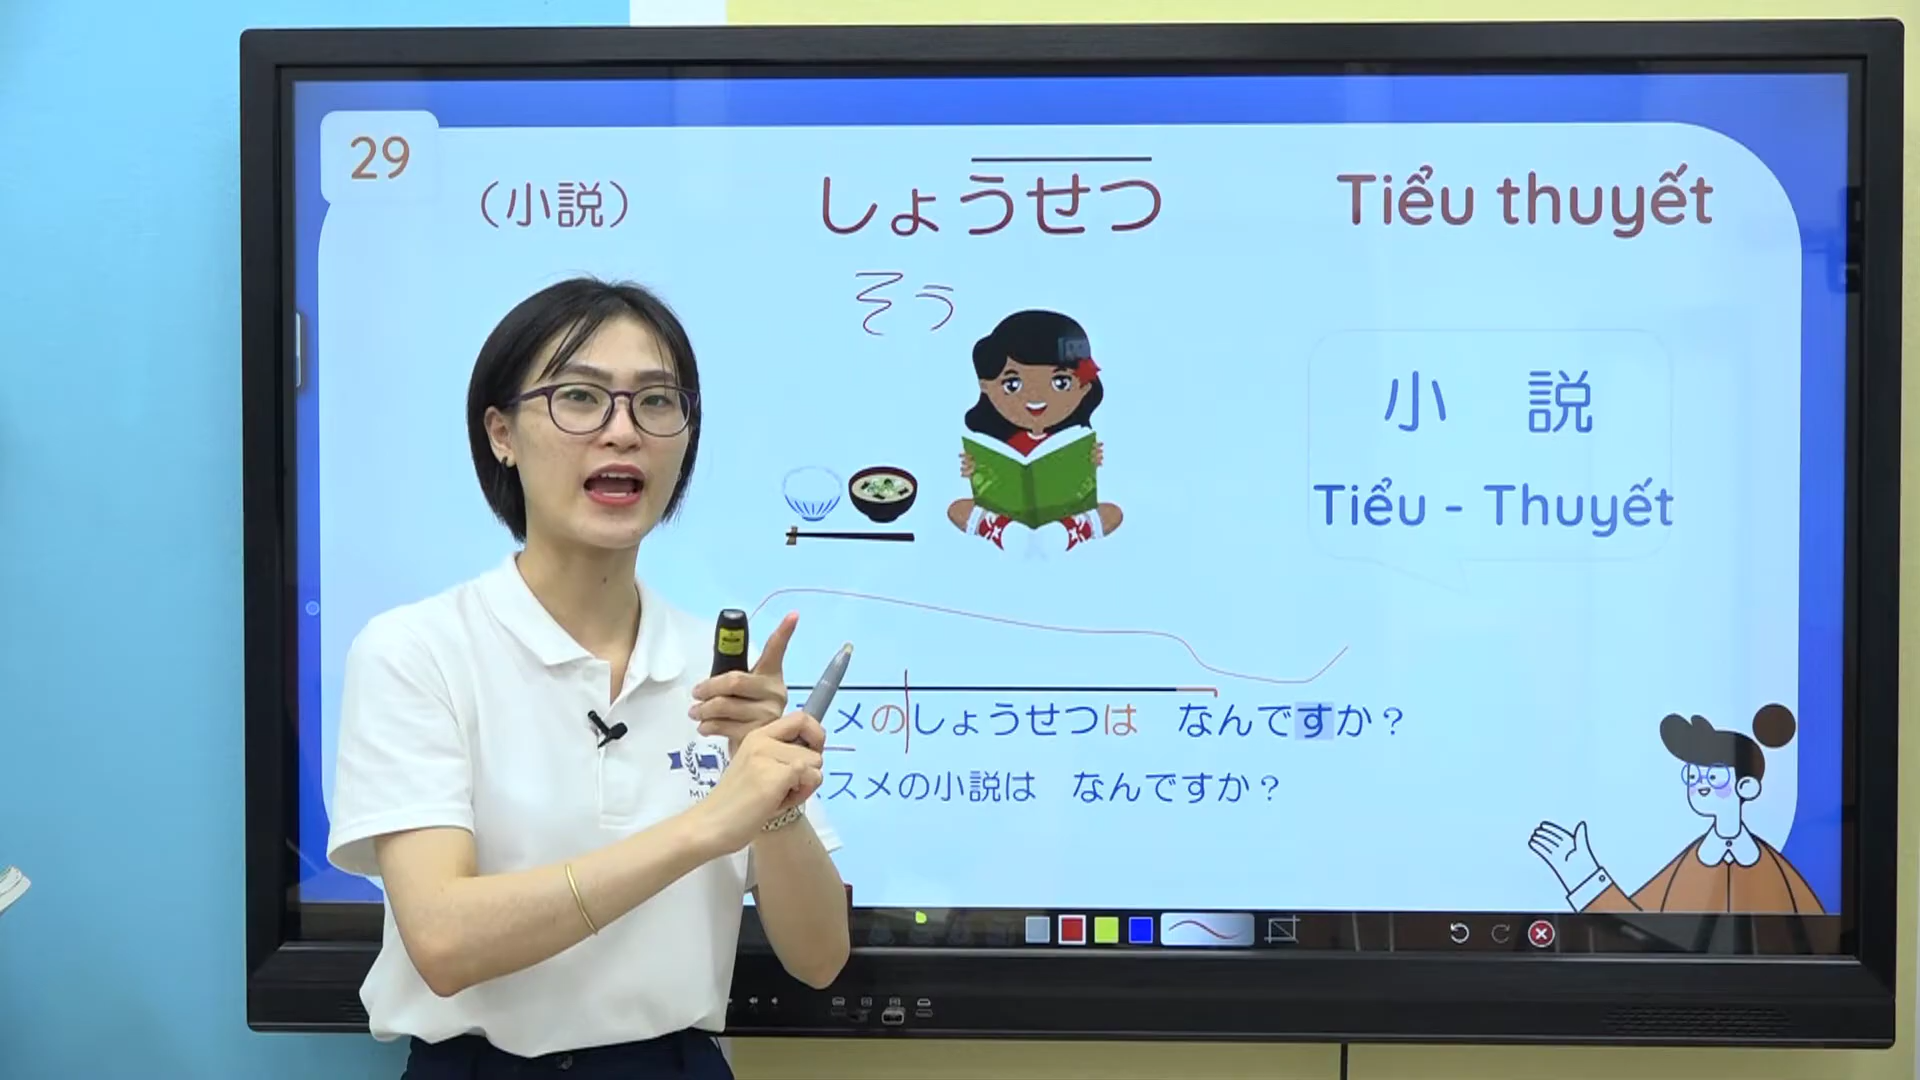 29
（小説）
しょうせつ
Tiểu thuyết
そう
小 説
Tiểu - Thuyết
メのしょうせつは なんですか？
スメの小説は なんですか？